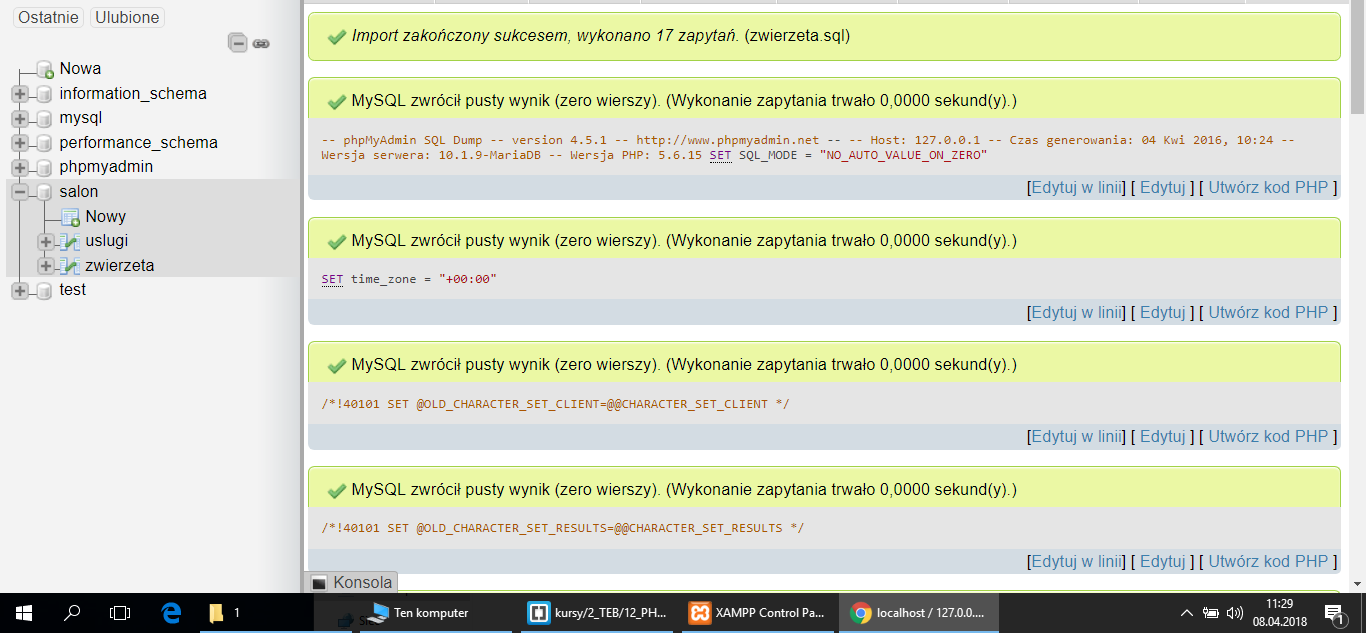 Ostatnie Ulubione
Nowa
information_schema
mysql
performance_schema
phpmyadmin
salon
Nowy
uslugi
zwierzeta
test
Import zakończony sukcesem, wykonano 17 zapytań. (zwierzeta.sql)
MySQL zwrócił pusty wynik (zero wierszy). (Wykonanie zapytania trwało 0,0000 sekund(y).)
-- phpMyAdmin SQL Dump -- version 4.5.1 -- http://www.phpmyadmin.net -- -- Host: 127.0.0.1 -- Czas generowania: 04 Kwi 2016, 10:24 --
Wersja serwera: 10.1.9-MariaDB -- Wersja PHP: 5.6.15 SET SQL_MODE = "NO_AUTO_VALUE_ON_ZERO"
[Edytuj w linii] [ Edytuj ] [ Utwórz kod PHP ]
MySQL zwrócił pusty wynik (zero wierszy). (Wykonanie zapytania trwało 0,0000 sekund(y).)
SET time_zone = "+00:00"
[Edytuj w linii] [ Edytuj ] [ Utwórz kod PHP ]
MySQL zwrócił pusty wynik (zero wierszy). (Wykonanie zapytania trwało 0,0000 sekund(y).)
/*!40101 SET @OLD_CHARACTER_SET_CLIENT=@@CHARACTER_SET_CLIENT */
[Edytuj w linii] [ Edytuj ] [ Utwórz kod PHP ]
MySQL zwrócił pusty wynik (zero wierszy). (Wykonanie zapytania trwało 0,0000 sekund(y).)
/*!40101 SET @OLD_CHARACTER_SET_RESULTS=@@CHARACTER_SET_RESULTS */
[Edytuj w linii] [ Edytuj ] [ Utwórz kod PHP ]
Konsola
1 Ten komputer kursy/2_TEB/12_PH... XAMPP Control Pa... localhost / 127.0.0.... 11:29
08.04.2018
1